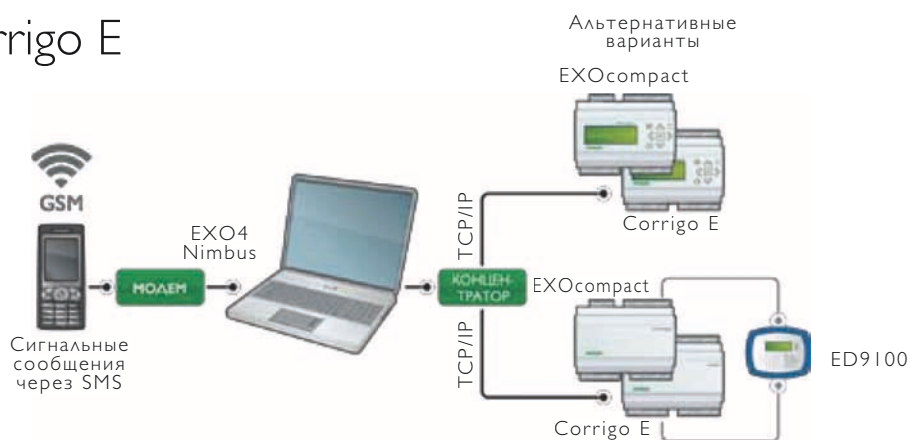 rrigo E
Альтернативные
варианты
EXOcompact
GSM
EXO4
Nimbus
TCP/IP
Corrigo E
МОДЕМ
КОНЦЕН-
ТРАТОР
EXOcompact
Сигнальные
сообщения
через SMS
TCP/IP
ED9100
Corrigo E